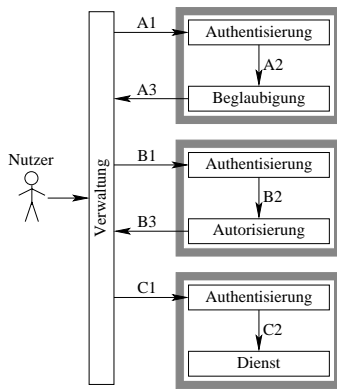 A1
Authentisierung
A2
A3
Beglaubigung
Nutzer
Verwaltung
B1
Authentisierung
B2
B3
Autorisierung
C1
Authentisierung
C2
Dienst